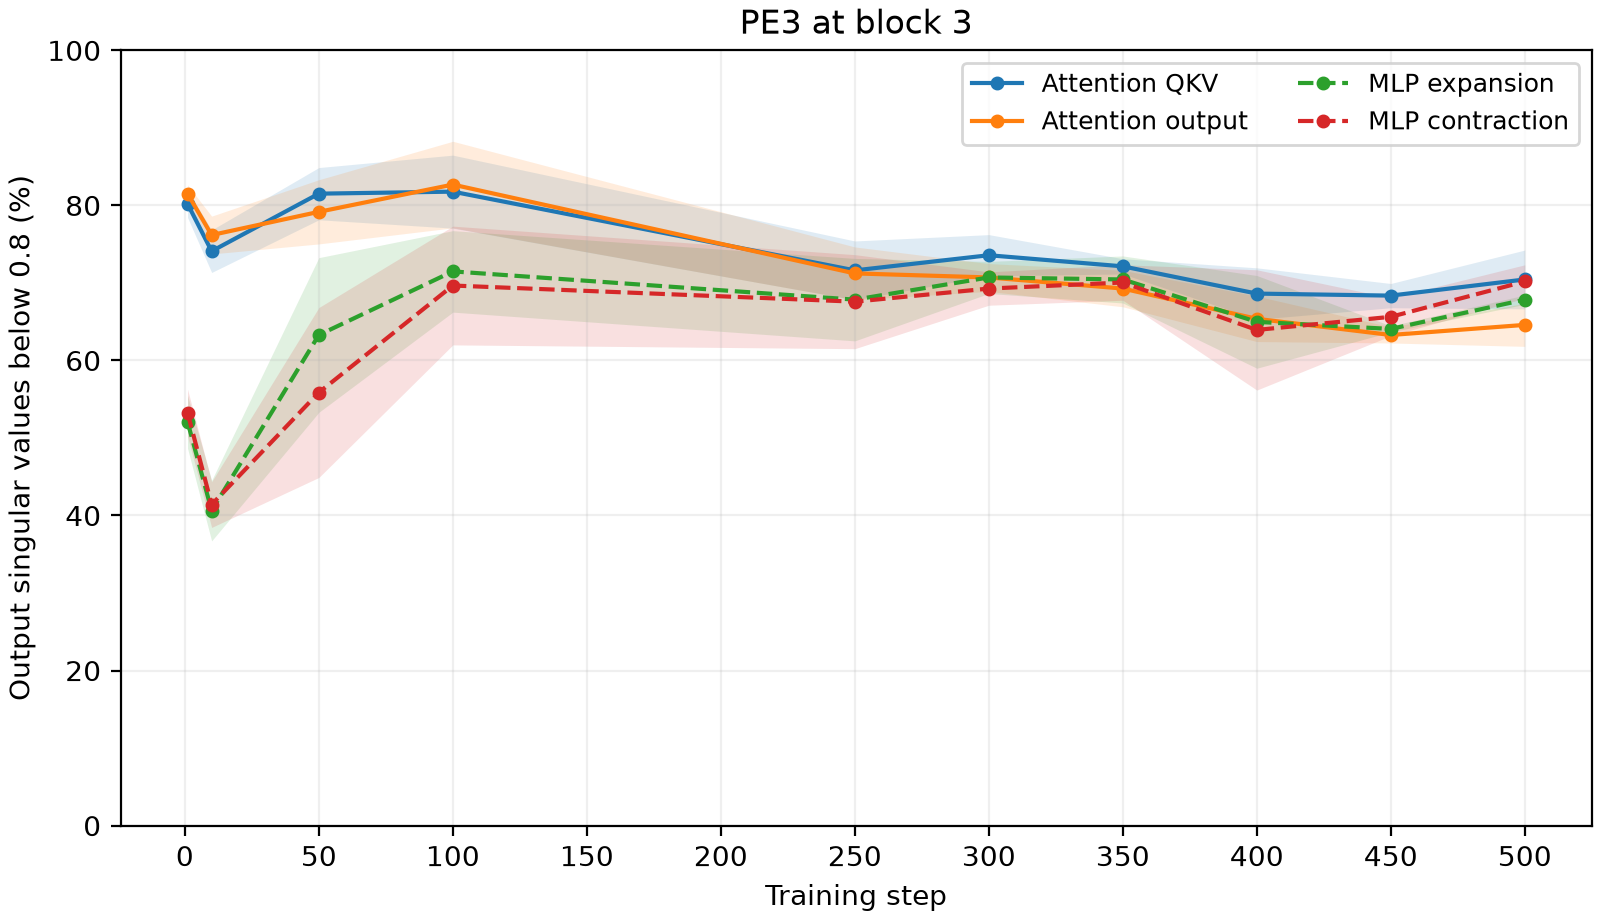 PE3 at block 3
Attention QKV
Attention output
MLP expansion
MLP contraction
Output singular values below 0.8 (%)
100
80
60
40
20
0
0 50 100 150 200 250 300 350 400 450 500
Training step